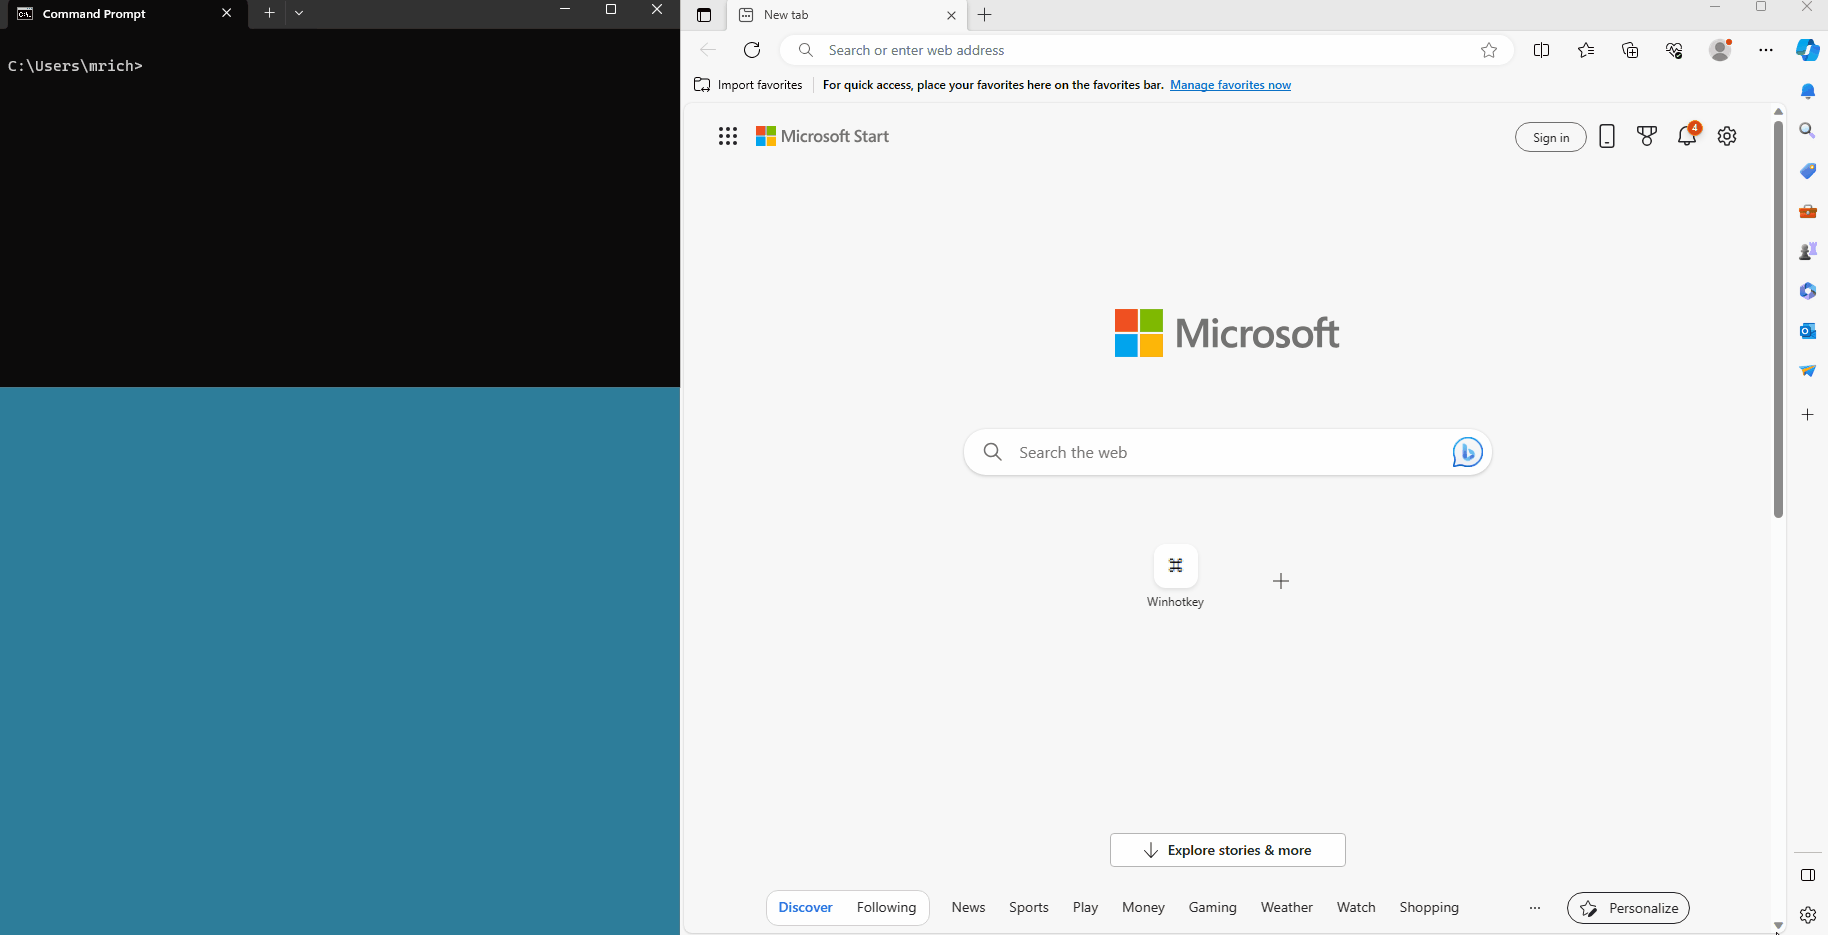 Command Prompt
C:\Users\mrich>
New tab
Search or enter web address
Import favorites
For quick access, place your favorites here on the favorites bar. Manage favorites now
Microsoft Start
Sign in
4
Microsoft
Search the web
Winhotkey
Explore stories & more
Discover Following News Sports Play Money Gaming Weather Watch Shopping ... Personalize